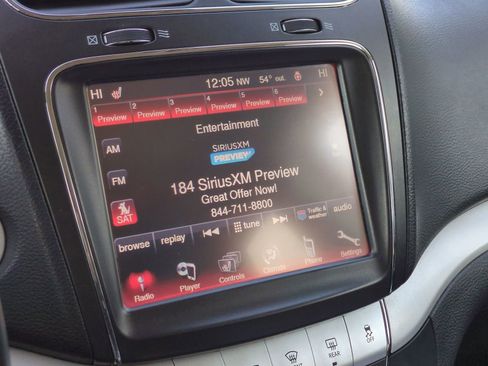 HI 12:05 NW 54° out. HI
1 2 3 4 5 6
Preview Preview Preview Preview Preview Preview
Entertainment
AM
SIRIUSXM
PREVIEW
184 SiriusXM Preview
FM
Great Offer Now!
844-711-8800
SAT
browse replay tune Traffic & weather audio
Radio Player Controls Climate Phone Settings
REAR OFF